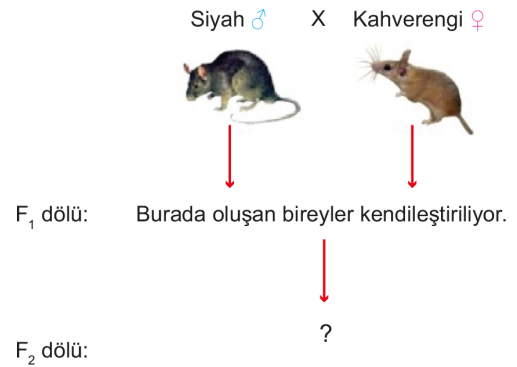 Siyah ♂ X Kahverengi ♀
F₁ dölü: Burada oluşan bireyler kendileştiriliyor.
?
F₂ dölü: